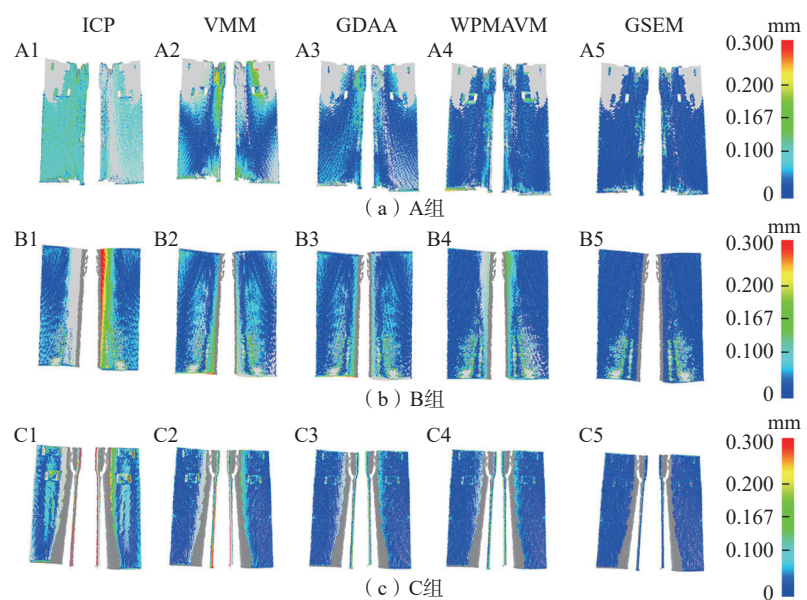 ICP VMM GDAA WPMAVM GSEM mm
A1 A2 A3 A4 A5 0.300
0.200
0.167
0.100
0
（a）A组
mm
B1 B2 B3 B4 B5 0.300
0.200
0.167
0.100
0
（b）B组
mm
C1 C2 C3 C4 C5 0.300
0.200
0.167
0.100
0
（c）C组